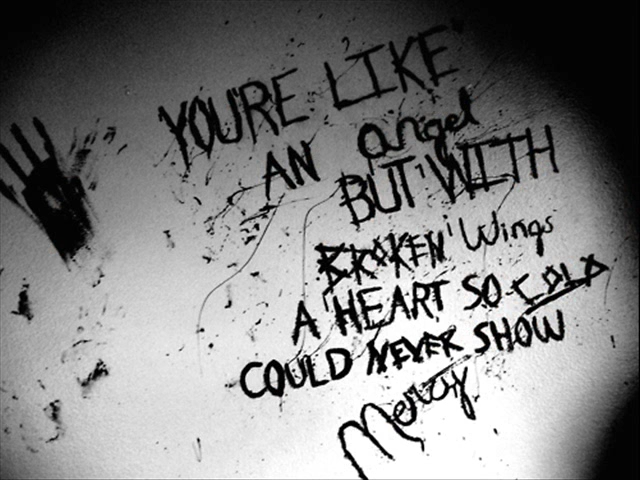 YOU'RE LIKE
AN angel
BUT WITH
BROKEN Wings
A HEART SO COLD
COULD NEVER SHOW
Mercy